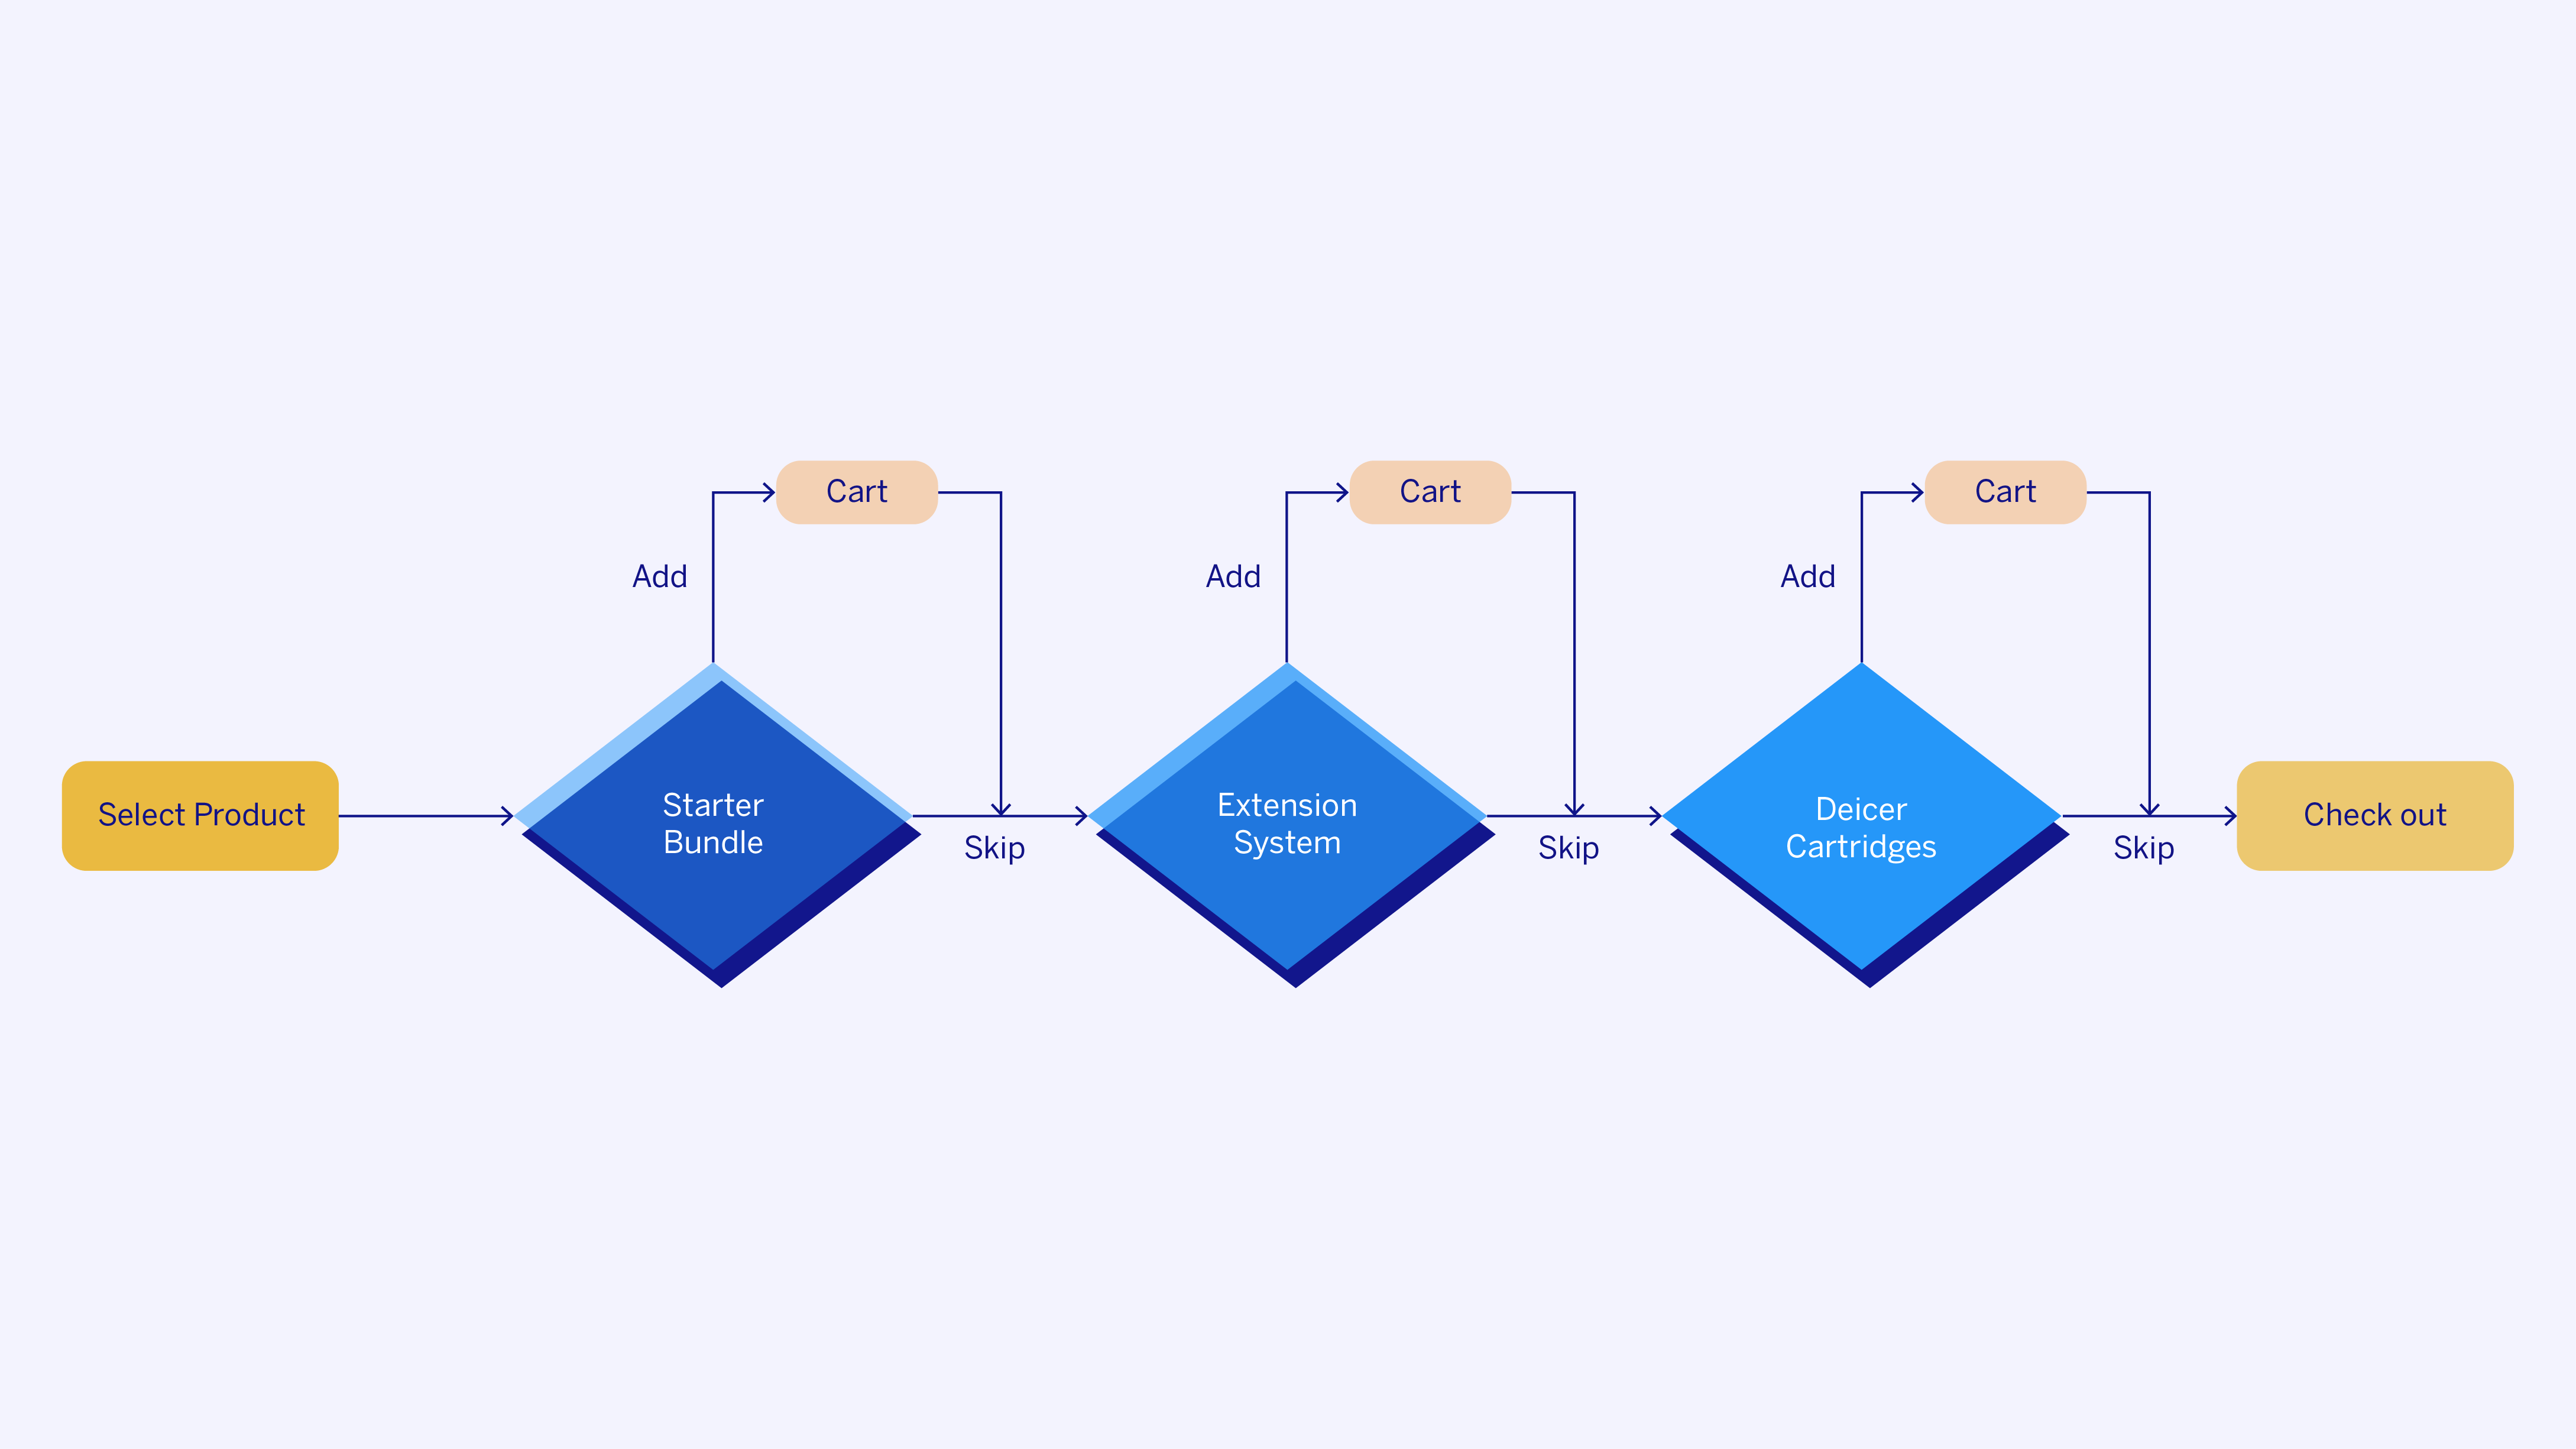 Cart
Cart
Cart
Add
Add
Add
Select Product
Starter
Bundle
Skip
Extension
System
Skip
Deicer
Cartridges
Skip
Check out